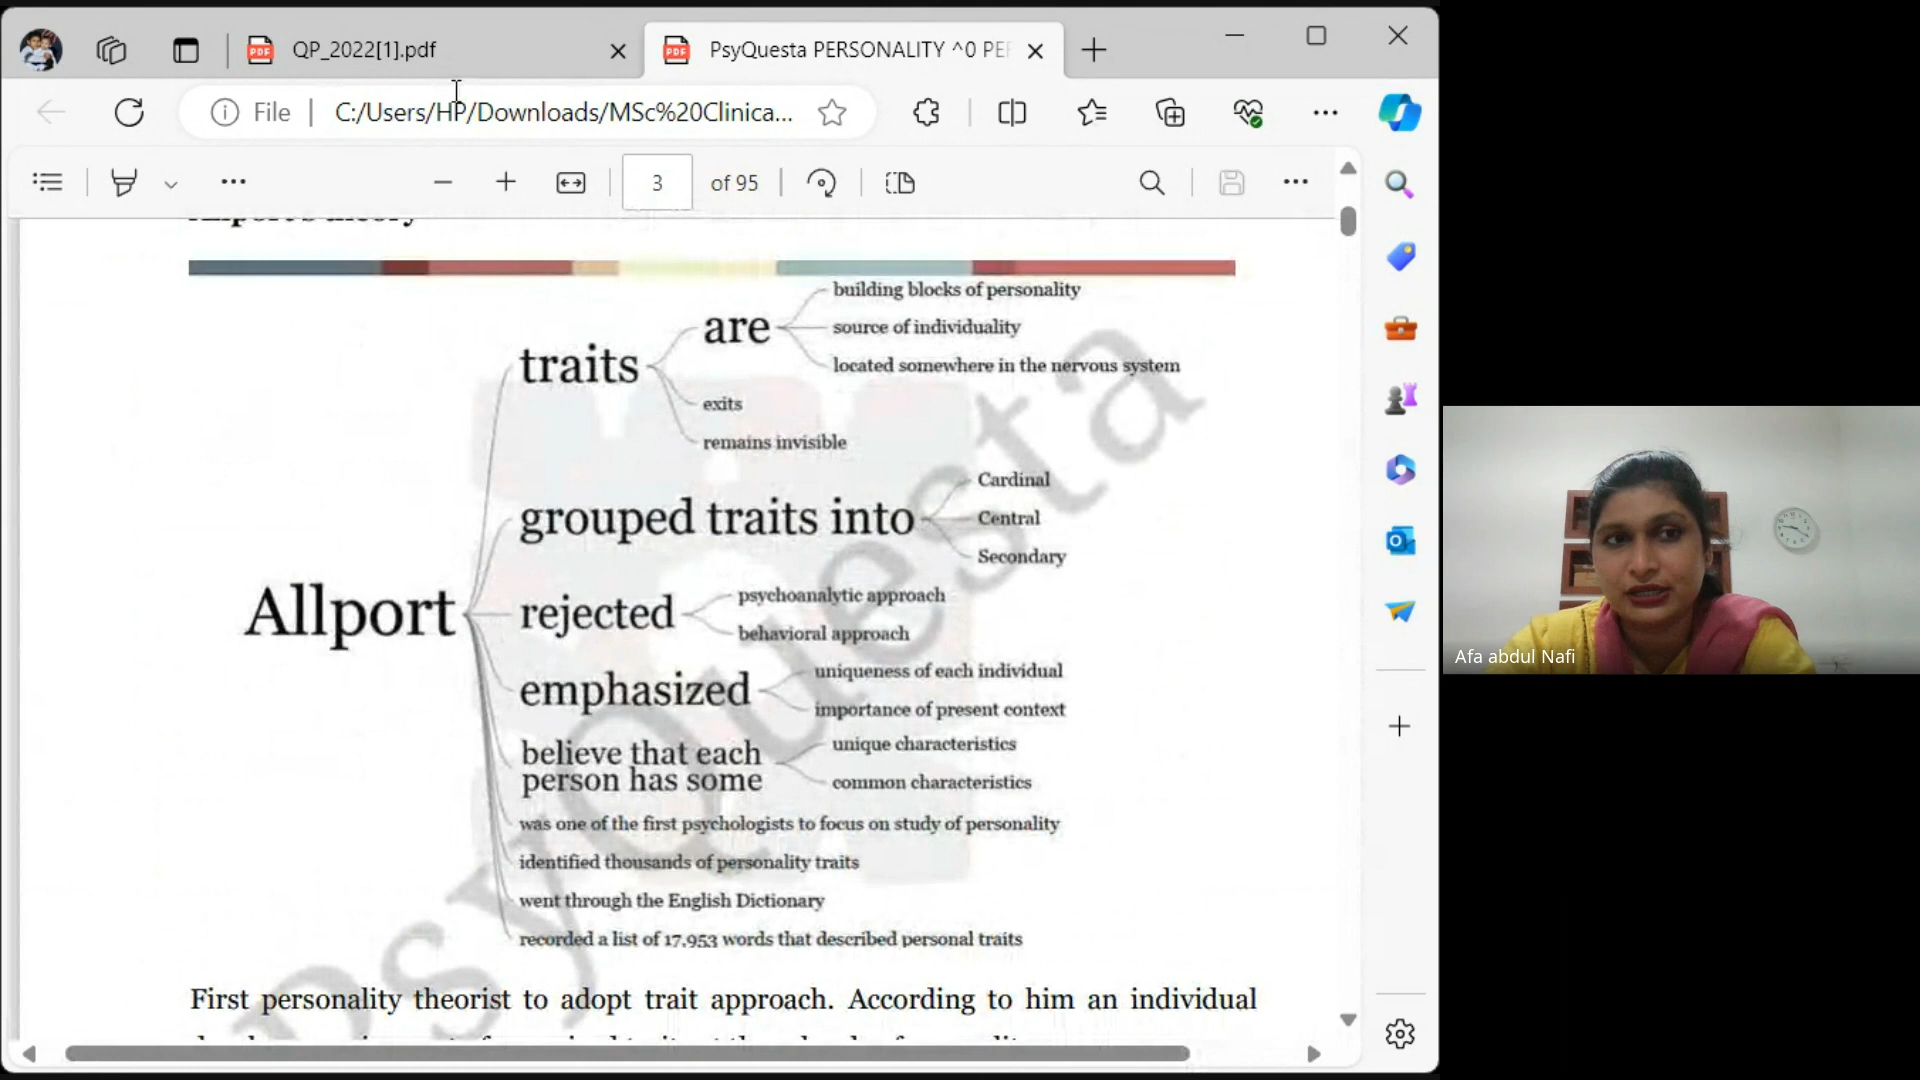 QP_2022[1].pdf
PsyQuesta PERSONALITY ^0 PE
File
C:/Users/HP/Downloads/MSc%20Clinica...
3 of 95
Allport's theory
Allport
traits
are
building blocks of personality
source of individuality
located somewhere in the nervous system
exits
remains invisible
grouped traits into
Cardinal
Central
Secondary
rejected
psychoanalytic approach
behavioral approach
emphasized
uniqueness of each individual
importance of present context
believe that each
person has some
unique characteristics
common characteristics
was one of the first psychologists to focus on study of personality
identified thousands of personality traits
went through the English Dictionary
recorded a list of 17,953 words that described personal traits
First personality theorist to adopt trait approach. According to him an individual
PsyQuesta
Afa abdul Nafi